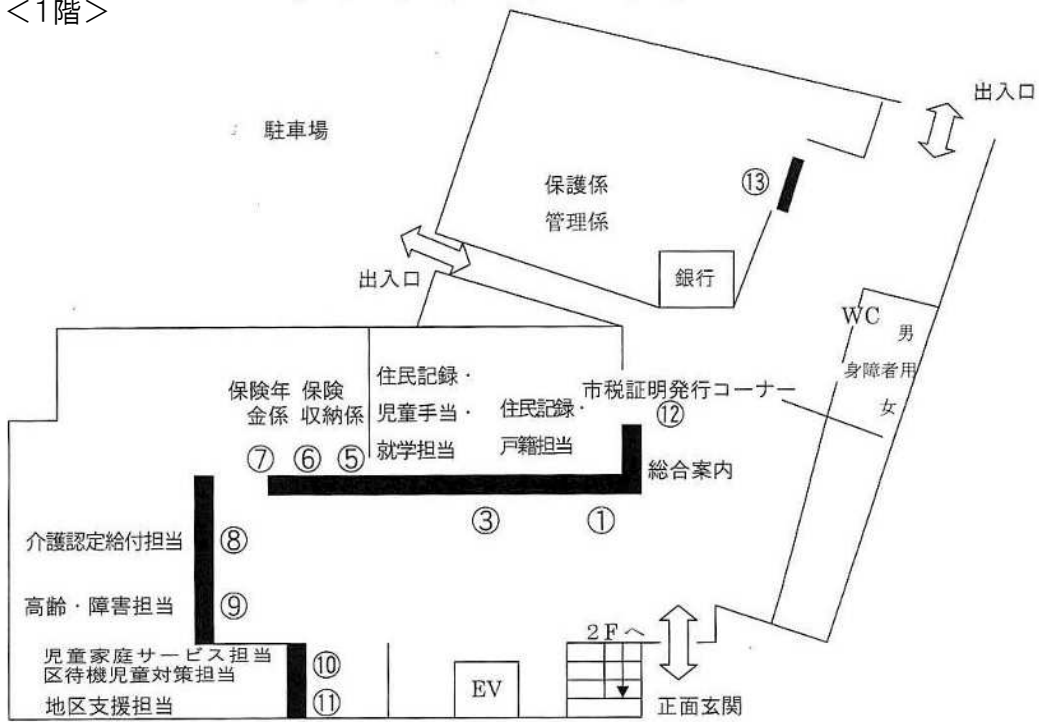 ＜1階＞
出入口
駐車場
保護係
管理係
⑬
出入口
銀行
WC
男
身障者用
女
保険年
金係
保険
収納係
住民記録・
児童手当・
就学担当
住民記録・
戸籍担当
市税証明発行コーナー
⑫
総合案内
⑦
⑥
⑤
③
①
介護認定給付担当
⑧
高齢・障害担当
⑨
児童家庭サービス担当
区待機児童対策担当
⑩
地区支援担当
⑪
EV
2Fへ
正面玄関